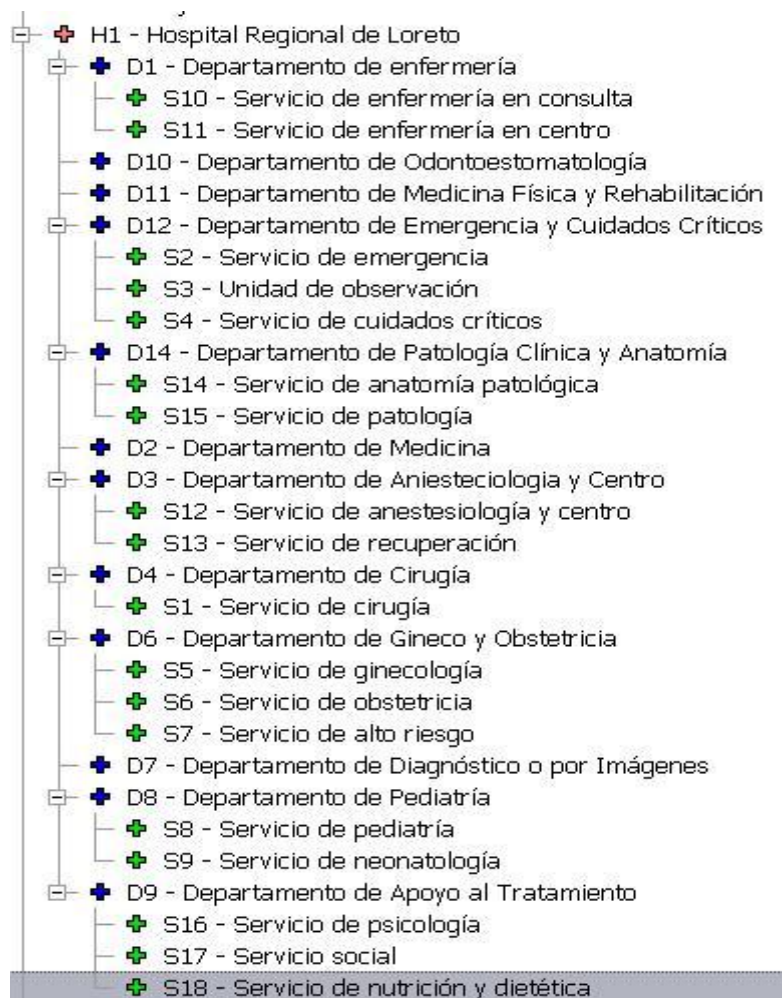 H1 - Hospital Regional de Loreto
D1 - Departamento de enfermería
S10 - Servicio de enfermería en consulta
S11 - Servicio de enfermería en centro
D10 - Departamento de Odontoestomatología
D11 - Departamento de Medicina Física y Rehabilitación
D12 - Departamento de Emergencia y Cuidados Críticos
S2 - Servicio de emergencia
S3 - Unidad de observación
S4 - Servicio de cuidados críticos
D14 - Departamento de Patología Clínica y Anatomía
S14 - Servicio de anatomía patológica
S15 - Servicio de patología
D2 - Departamento de Medicina
D3 - Departamento de Aniesteciologia y Centro
S12 - Servicio de anestesiología y centro
S13 - Servicio de recuperación
D4 - Departamento de Cirugía
S1 - Servicio de cirugía
D6 - Departamento de Gineco y Obstetricia
S5 - Servicio de ginecología
S6 - Servicio de obstetricia
S7 - Servicio de alto riesgo
D7 - Departamento de Diagnóstico o por Imágenes
D8 - Departamento de Pediatría
S8 - Servicio de pediatría
S9 - Servicio de neonatología
D9 - Departamento de Apoyo al Tratamiento
S16 - Servicio de psicología
S17 - Servicio social
S18 - Servicio de nutrición y dietética